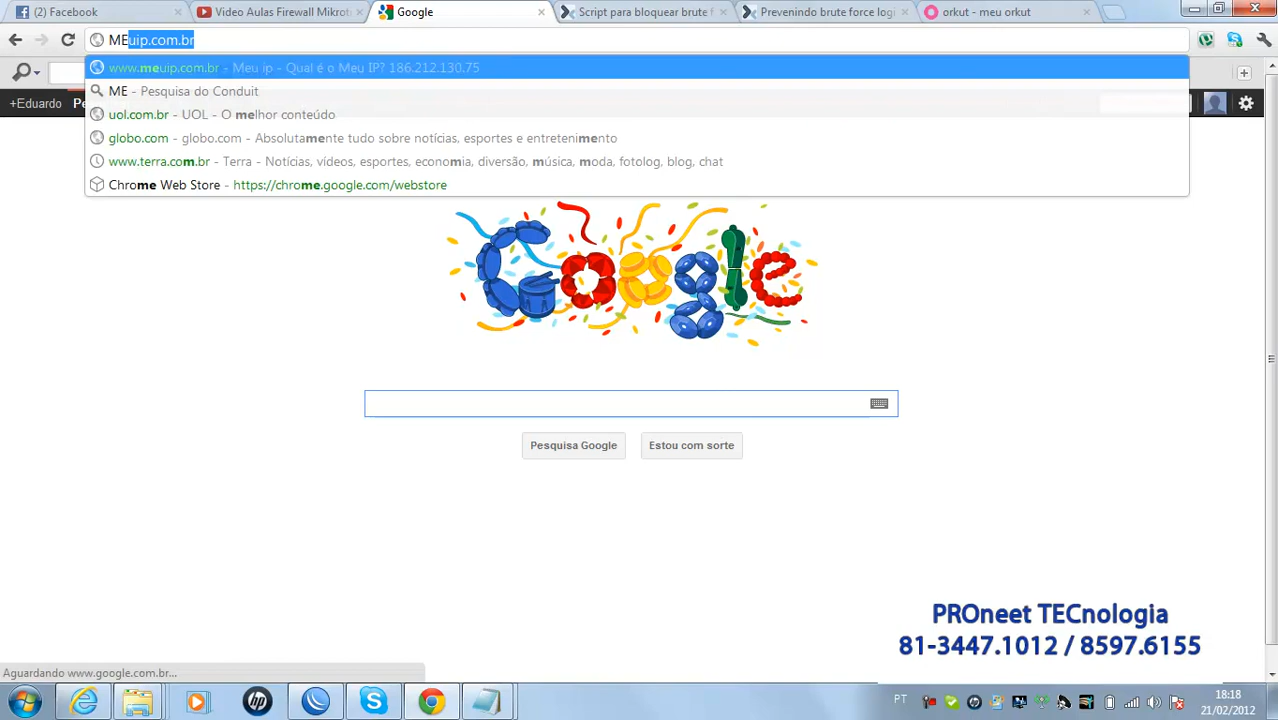 (2) Facebook
Video Aulas Firewall Mikrot
Google
Script para bloquear brute f
Prevenindo brute force logi
orkut - meu orkut
MEuip.com.br
www.meuip.com.br - Meu ip - Qual é o Meu IP? 186.212.130.75
ME - Pesquisa do Conduit
+Eduardo
uol.com.br - UOL - O melhor conteúdo
globo.com - globo.com - Absolutamente tudo sobre notícias, esportes e entretenimento
www.terra.com.br - Terra - Notícias, vídeos, esportes, economia, diversão, música, moda, fotolog, blog, chat
Chrome Web Store - https://chrome.google.com/webstore
Google
Pesquisa Google
Estou com sorte
PROneet TECnologia
81-3447.1012 / 8597.6155
Aguardando www.google.com.br...
PT
18:18
21/02/2012